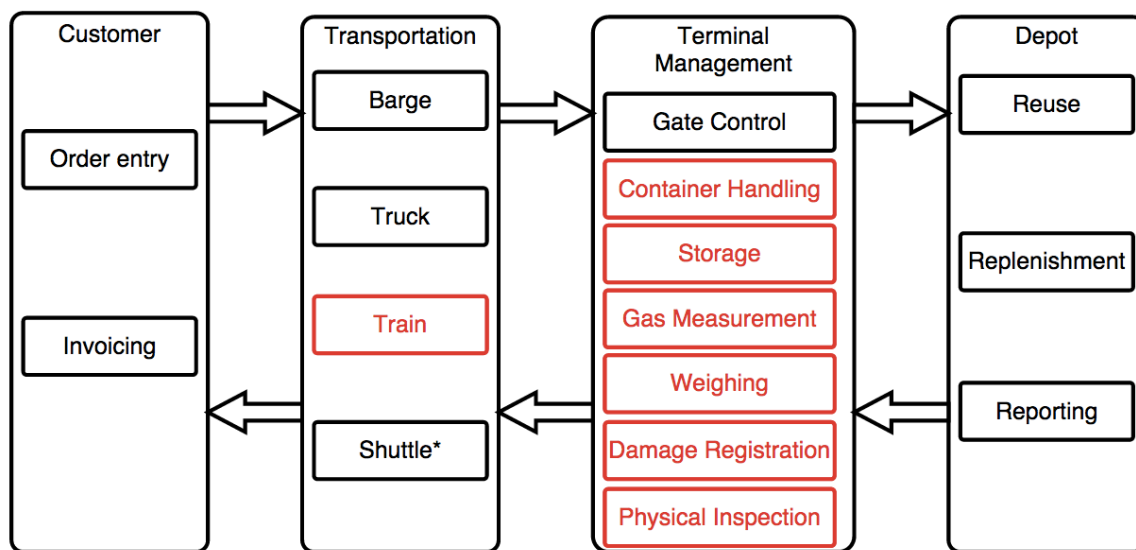 Customer
Order entry
Invoicing
Transportation
Barge
Truck
Train
Shuttle*
Terminal
Management
Gate Control
Container Handling
Storage
Gas Measurement
Weighing
Damage Registration
Physical Inspection
Depot
Reuse
Replenishment
Reporting